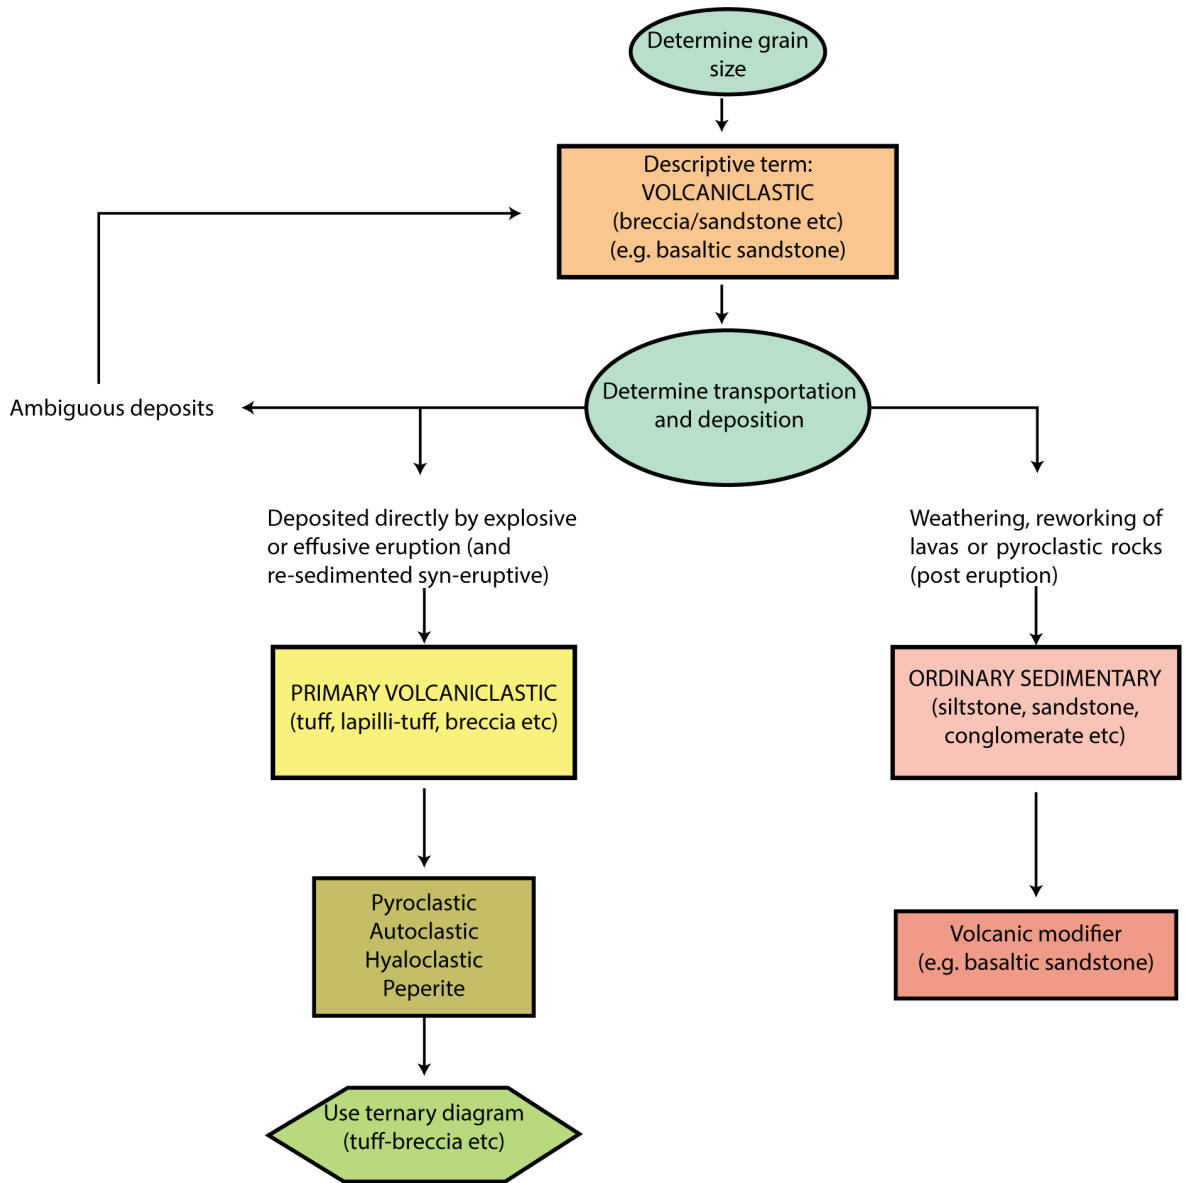 Determine grain
size
Descriptive term:
VOLCANICLASTIC
(breccia/sandstone etc)
(e.g. basaltic sandstone)
Determine transportation
and deposition
Ambiguous deposits
Deposited directly by explosive
or effusive eruption (and
re-sedimented syn-eruptive)
Weathering, reworking of
lavas or pyroclastic rocks
(post eruption)
PRIMARY VOLCANICLASTIC
(tuff, lapilli-tuff, breccia etc)
ORDINARY SEDIMENTARY
(siltstone, sandstone,
conglomerate etc)
Pyroclastic
Autoclastic
Hyaloclastic
Peperite
Volcanic modifier
(e.g. basaltic sandstone)
Use ternary diagram
(tuff-breccia etc)